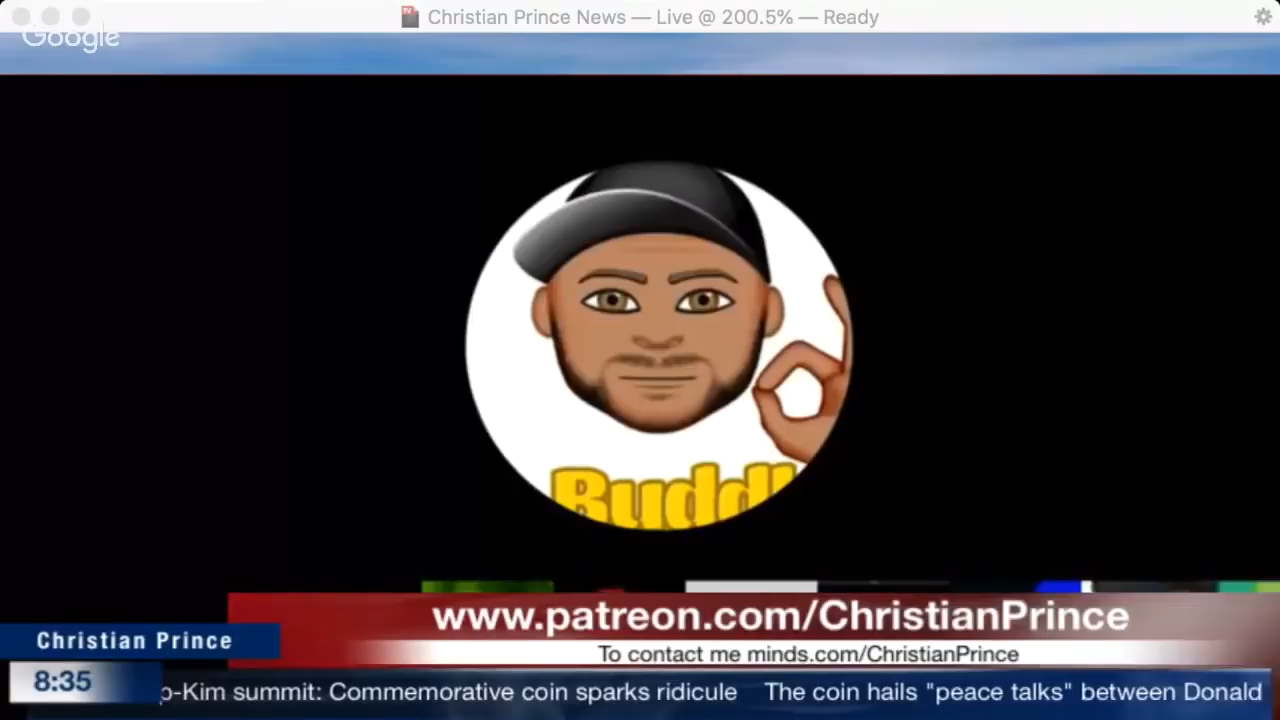 Christian Prince News — Live @ 200.5% — Ready
Google
Buddl
www.patreon.com/ChristianPrince
Christian Prince
To contact me minds.com/ChristianPrince
8:35
p-Kim summit: Commemorative coin sparks ridicule The coin hails "peace talks" between Donald